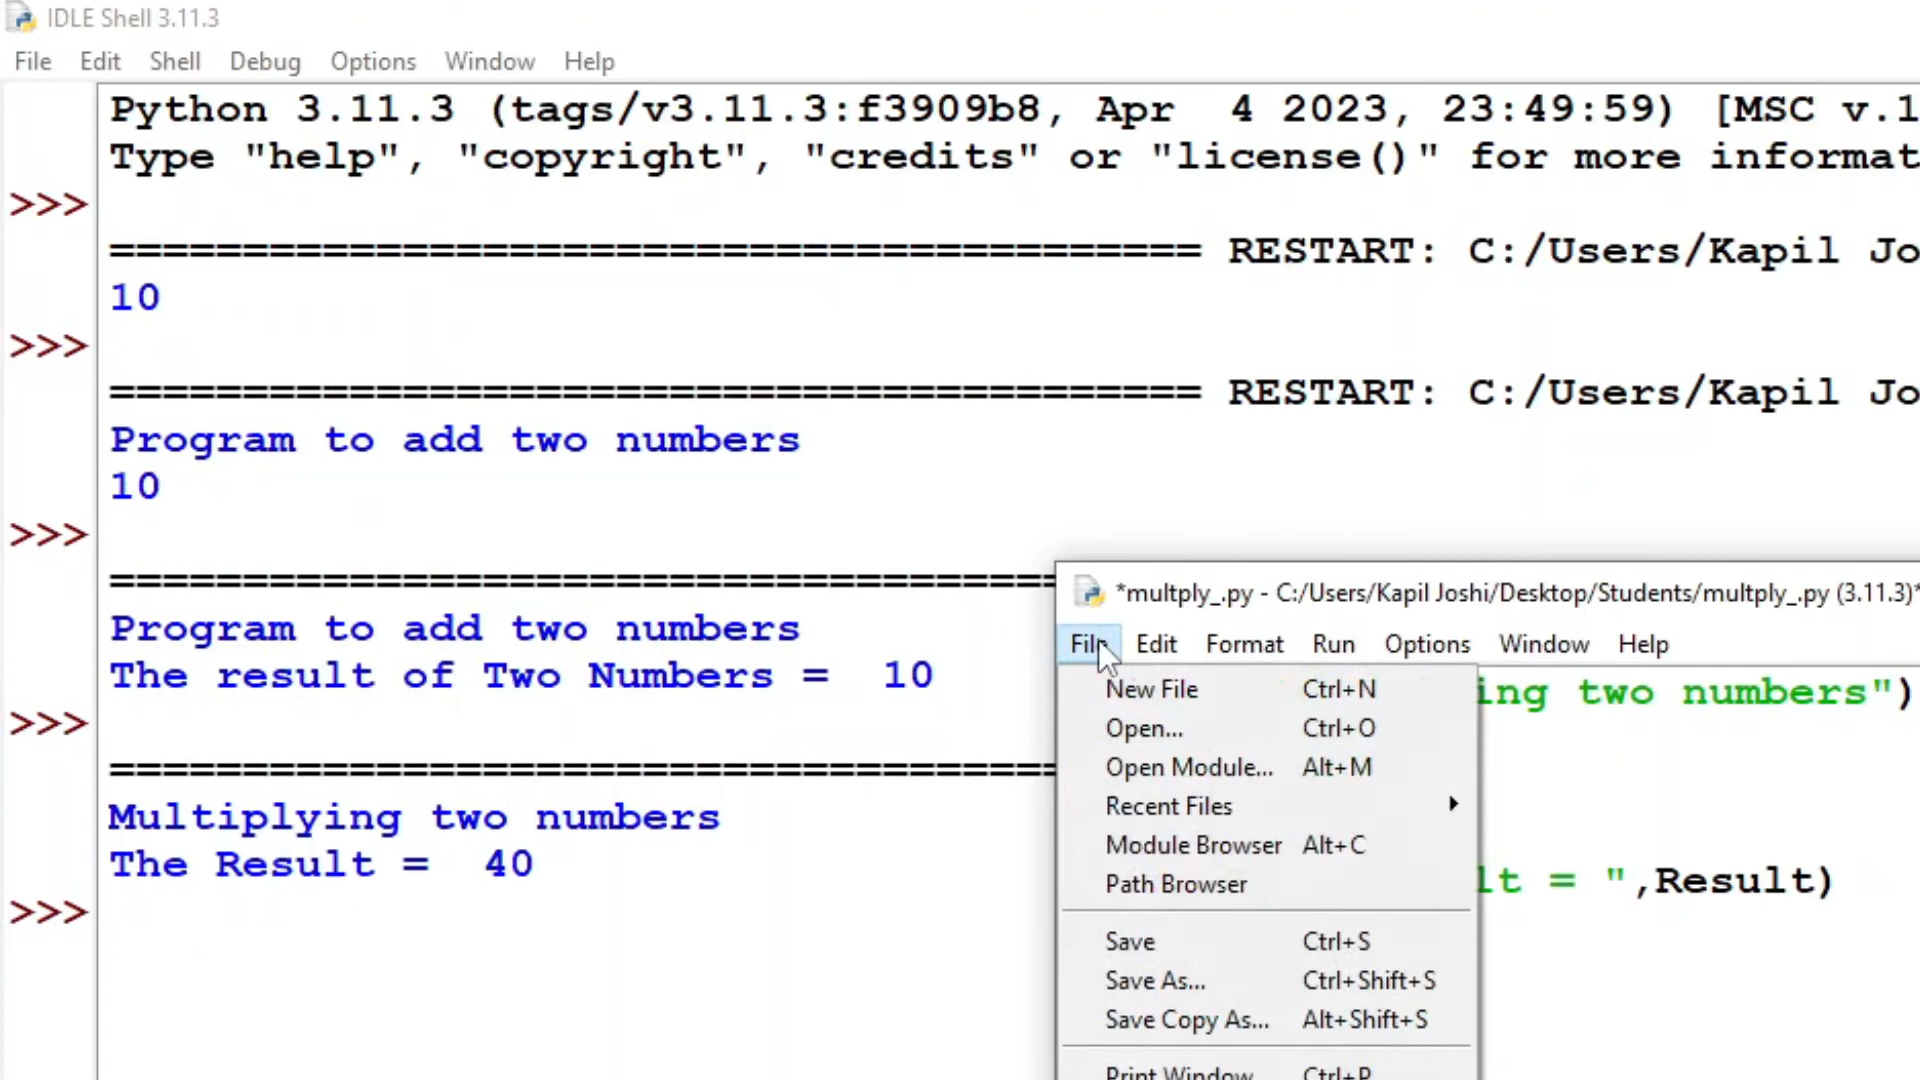 IDLE Shell 3.11.3
File Edit Shell Debug Options Window Help
Python 3.11.3 (tags/v3.11.3:f3909b8, Apr  4 2023, 23:49:59) [MSC v.1
Type "help", "copyright", "credits" or "license()" for more informat
>>>
========================================= RESTART: C:/Users/Kapil Jo
10
>>>
========================================= RESTART: C:/Users/Kapil Jo
Program to add two numbers
10
>>>
====================================
Program to add two numbers
The result of Two Numbers =  10
>>>
====================================
Multiplying two numbers
The Result =  40
>>>
*multply_.py - C:/Users/Kapil Joshi/Desktop/Students/multply_.py (3.11.3)*
File Edit Format Run Options Window Help
New File Ctrl+N
Open... Ctrl+O
Open Module... Alt+M
Recent Files
Module Browser Alt+C
Path Browser
Save Ctrl+S
Save As... Ctrl+Shift+S
Save Copy As... Alt+Shift+S
Print Window Ctrl+P
ing two numbers")
lt = ",Result)